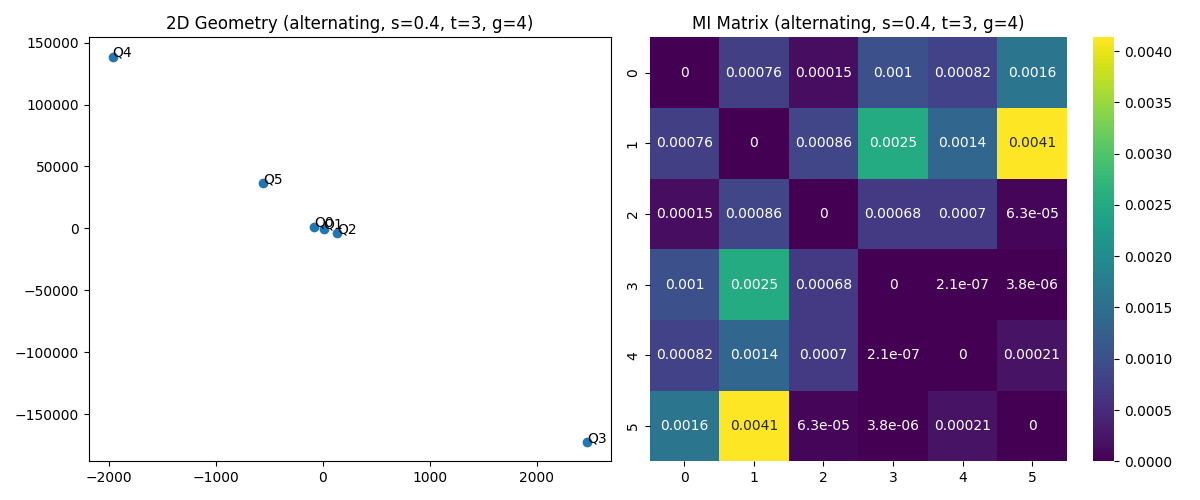 2D Geometry (alternating, s=0.4, t=3, g=4)
150000
100000
50000
0
−50000
−100000
−150000
−2000 −1000 0 1000 2000
Q4
Q5
Q0
Q1
Q2
Q3
MI Matrix (alternating, s=0.4, t=3, g=4)
0 0 0.00076 0.00015 0.001 0.00082 0.0016
1 0.00076 0 0.00086 0.0025 0.0014 0.0041
2 0.00015 0.00086 0 0.00068 0.0007 6.3e-05
3 0.001 0.0025 0.00068 0 2.1e-07 3.8e-06
4 0.00082 0.0014 0.0007 2.1e-07 0 0.00021
5 0.0016 0.0041 6.3e-05 3.8e-06 0.00021 0
0 1 2 3 4 5
0.0040
0.0035
0.0030
0.0025
0.0020
0.0015
0.0010
0.0005
0.0000